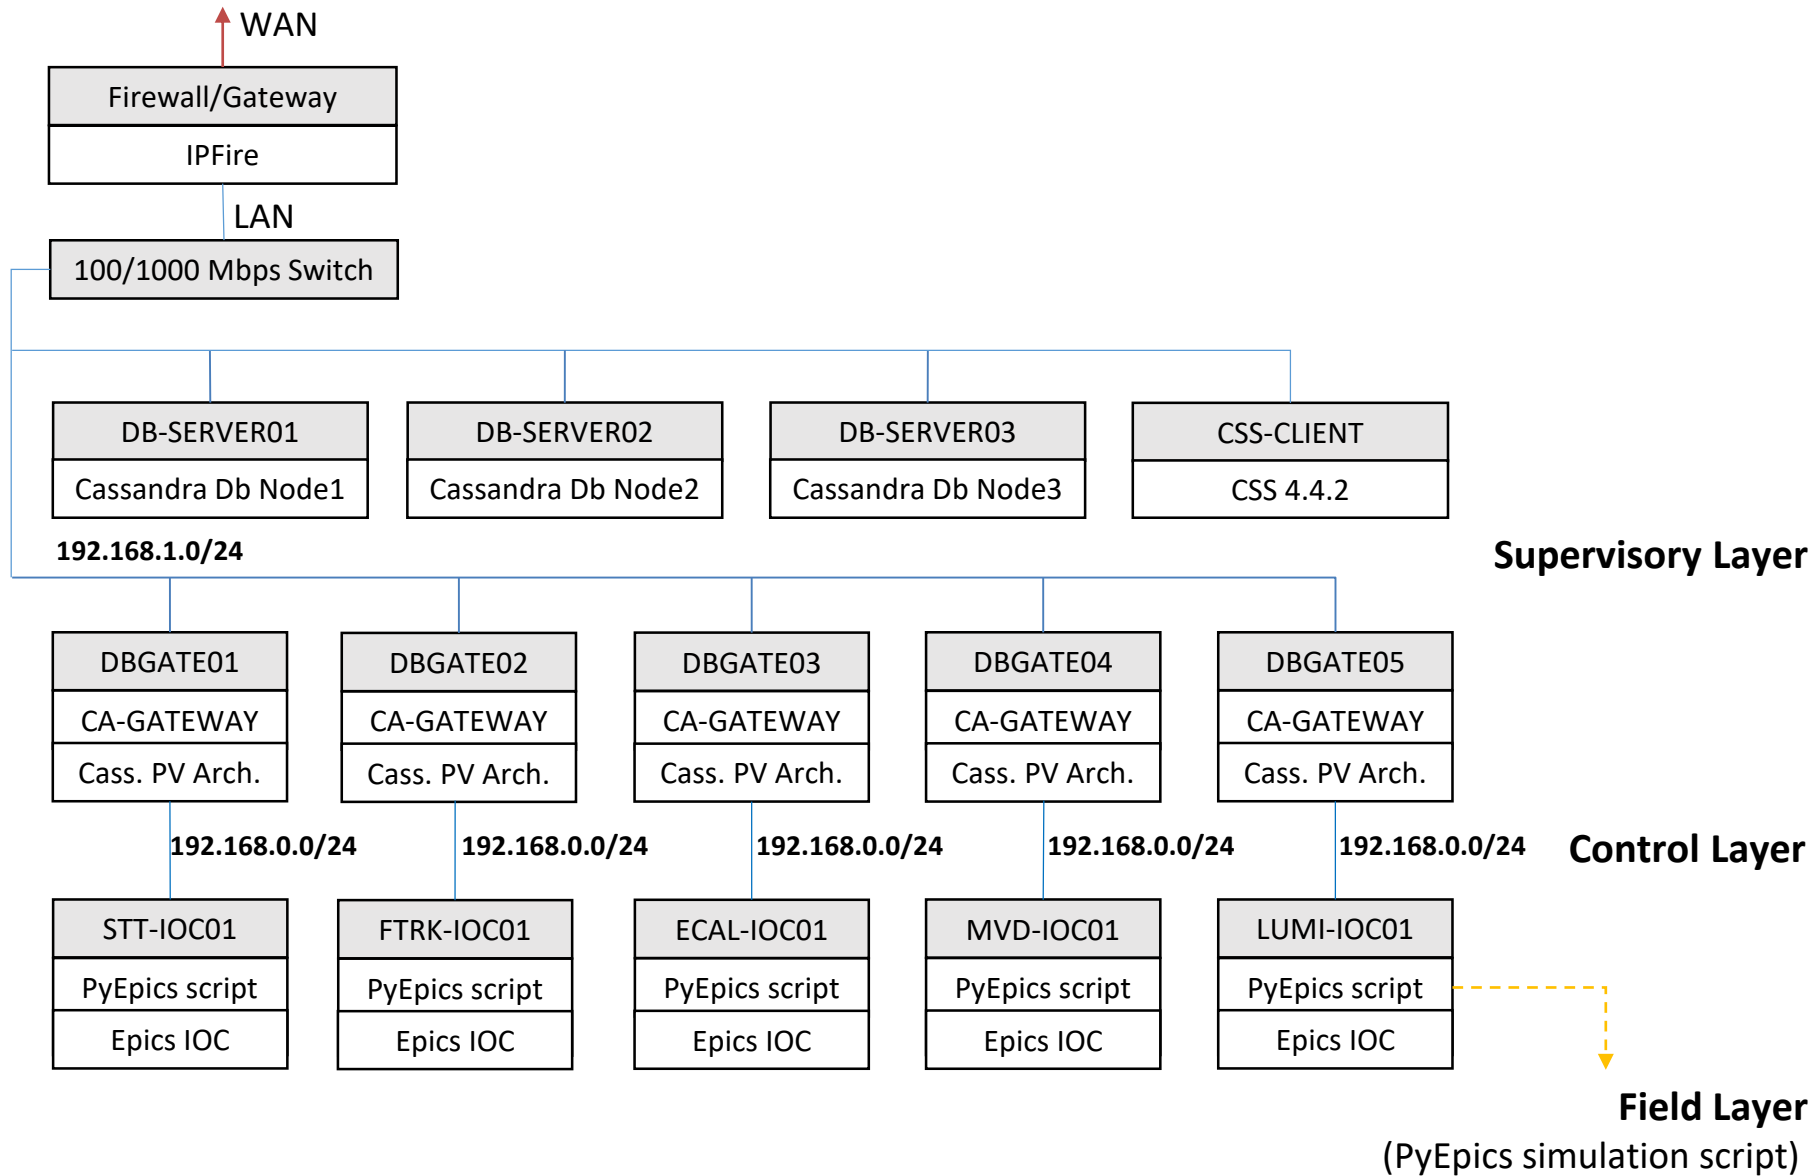 WAN
Firewall/Gateway
IPFire
LAN
100/1000 Mbps Switch
DB-SERVER01 DB-SERVER02 DB-SERVER03 CSS-CLIENT
Cassandra Db Node1 Cassandra Db Node2 Cassandra Db Node3 CSS 4.4.2
192.168.1.0/24 Supervisory Layer
DBGATE01 DBGATE02 DBGATE03 DBGATE04 DBGATE05
CA-GATEWAY CA-GATEWAY CA-GATEWAY CA-GATEWAY CA-GATEWAY
Cass. PV Arch. Cass. PV Arch. Cass. PV Arch. Cass. PV Arch. Cass. PV Arch.
192.168.0.0/24 192.168.0.0/24 192.168.0.0/24 192.168.0.0/24 192.168.0.0/24 Control Layer
STT-IOC01 FTRK-IOC01 ECAL-IOC01 MVD-IOC01 LUMI-IOC01
PyEpics script PyEpics script PyEpics script PyEpics script PyEpics script
Epics IOC Epics IOC Epics IOC Epics IOC Epics IOC
Field Layer
(PyEpics simulation script)